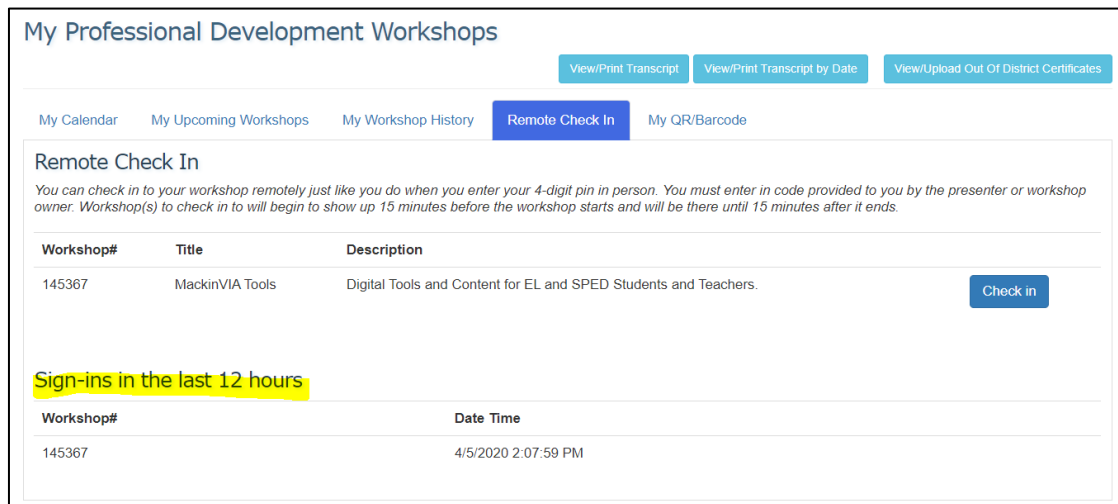 My Professional Development Workshops
View/Print Transcript View/Print Transcript by Date View/Upload Out Of District Certificates
My Calendar My Upcoming Workshops My Workshop History Remote Check In My QR/Barcode
Remote Check In
You can check in to your workshop remotely just like you do when you enter your 4-digit pin in person. You must enter in code provided to you by the presenter or workshop
owner. Workshop(s) to check in to will begin to show up 15 minutes before the workshop starts and will be there until 15 minutes after it ends.
Workshop# Title Description
145367 MackinVIA Tools Digital Tools and Content for EL and SPED Students and Teachers. Check in
Sign-ins in the last 12 hours
Workshop# Date Time
145367 4/5/2020 2:07:59 PM